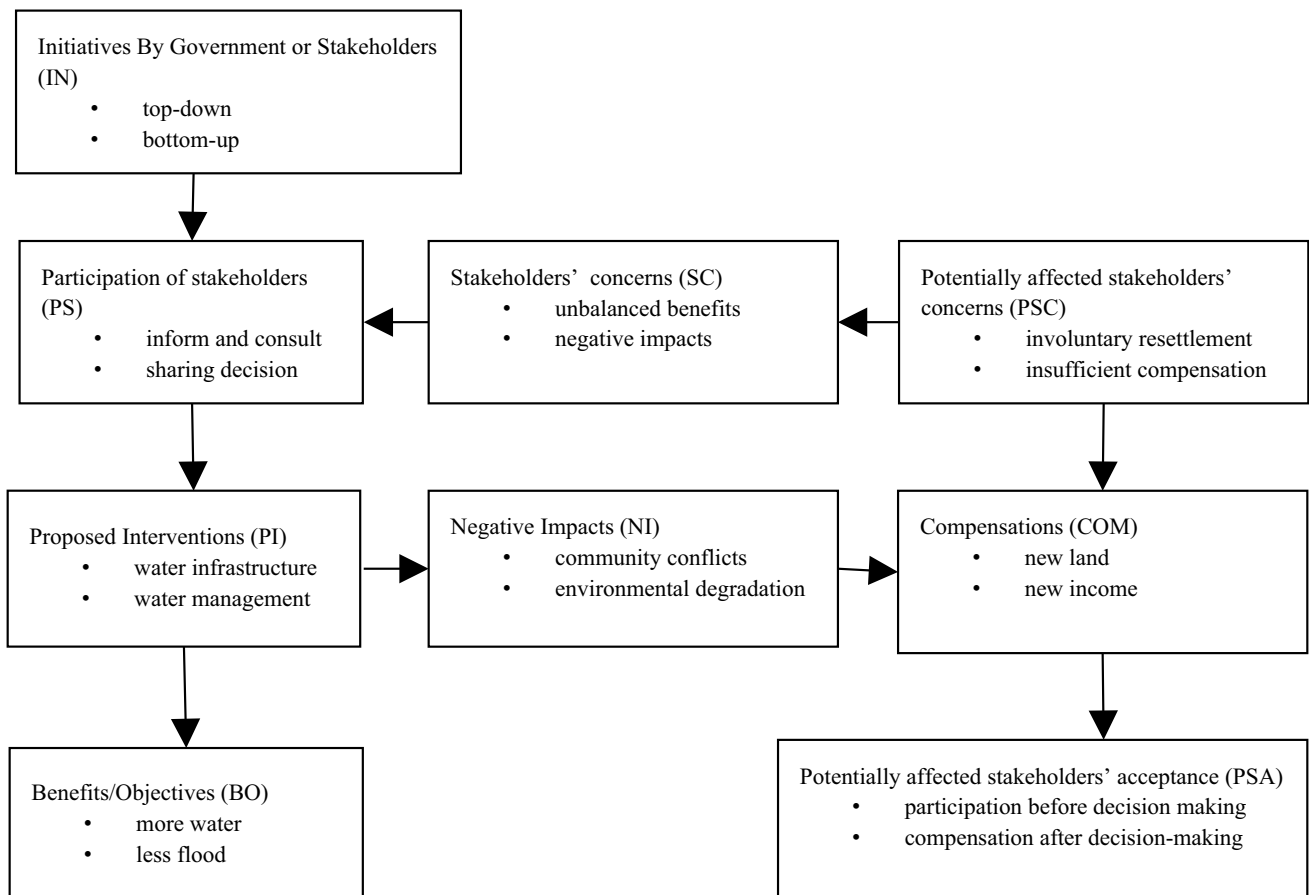 Initiatives By Government or Stakeholders
(IN)
• top-down
• bottom-up
Participation of stakeholders
(PS)
• inform and consult
• sharing decision
Stakeholders’ concerns (SC)
• unbalanced benefits
• negative impacts
Potentially affected stakeholders’
concerns (PSC)
• involuntary resettlement
• insufficient compensation
Proposed Interventions (PI)
• water infrastructure
• water management
Negative Impacts (NI)
• community conflicts
• environmental degradation
Compensations (COM)
• new land
• new income
Benefits/Objectives (BO)
• more water
• less flood
Potentially affected stakeholders’ acceptance (PSA)
• participation before decision making
• compensation after decision-making